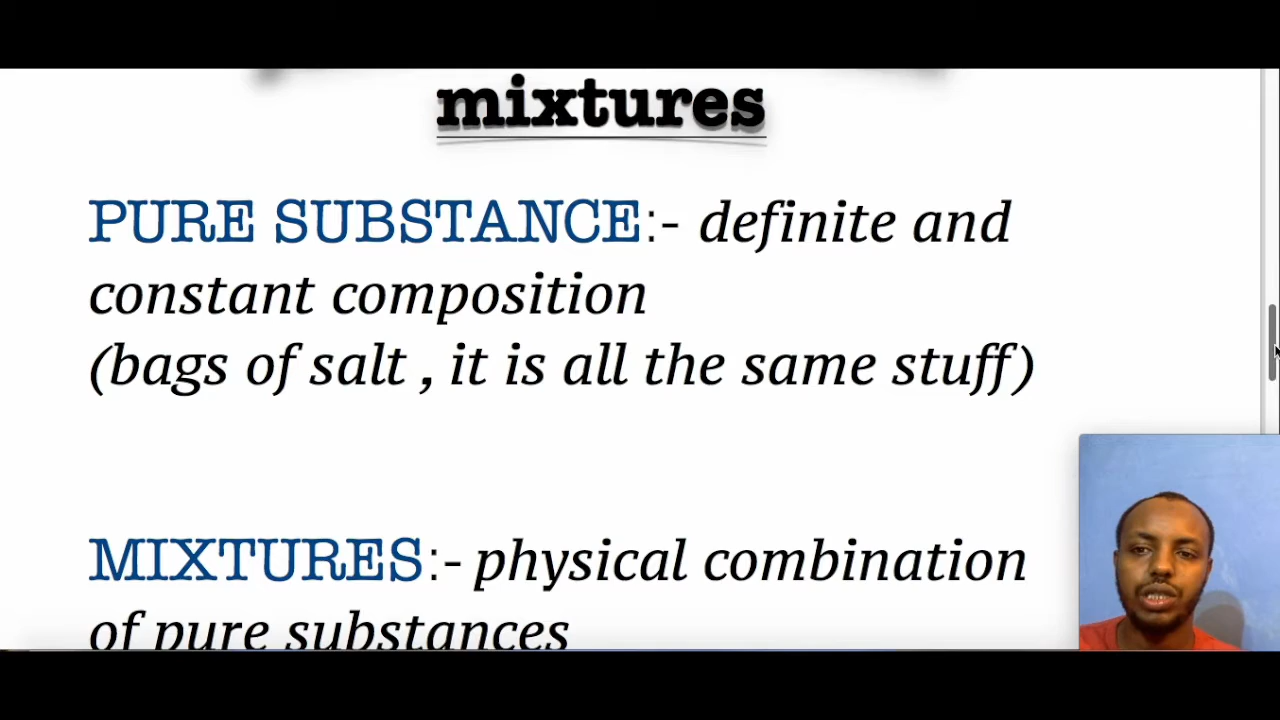 mixtures
PURE SUBSTANCE:- definite and
constant composition
(bags of salt , it is all the same stuff)
MIXTURES:- physical combination
of pure substances